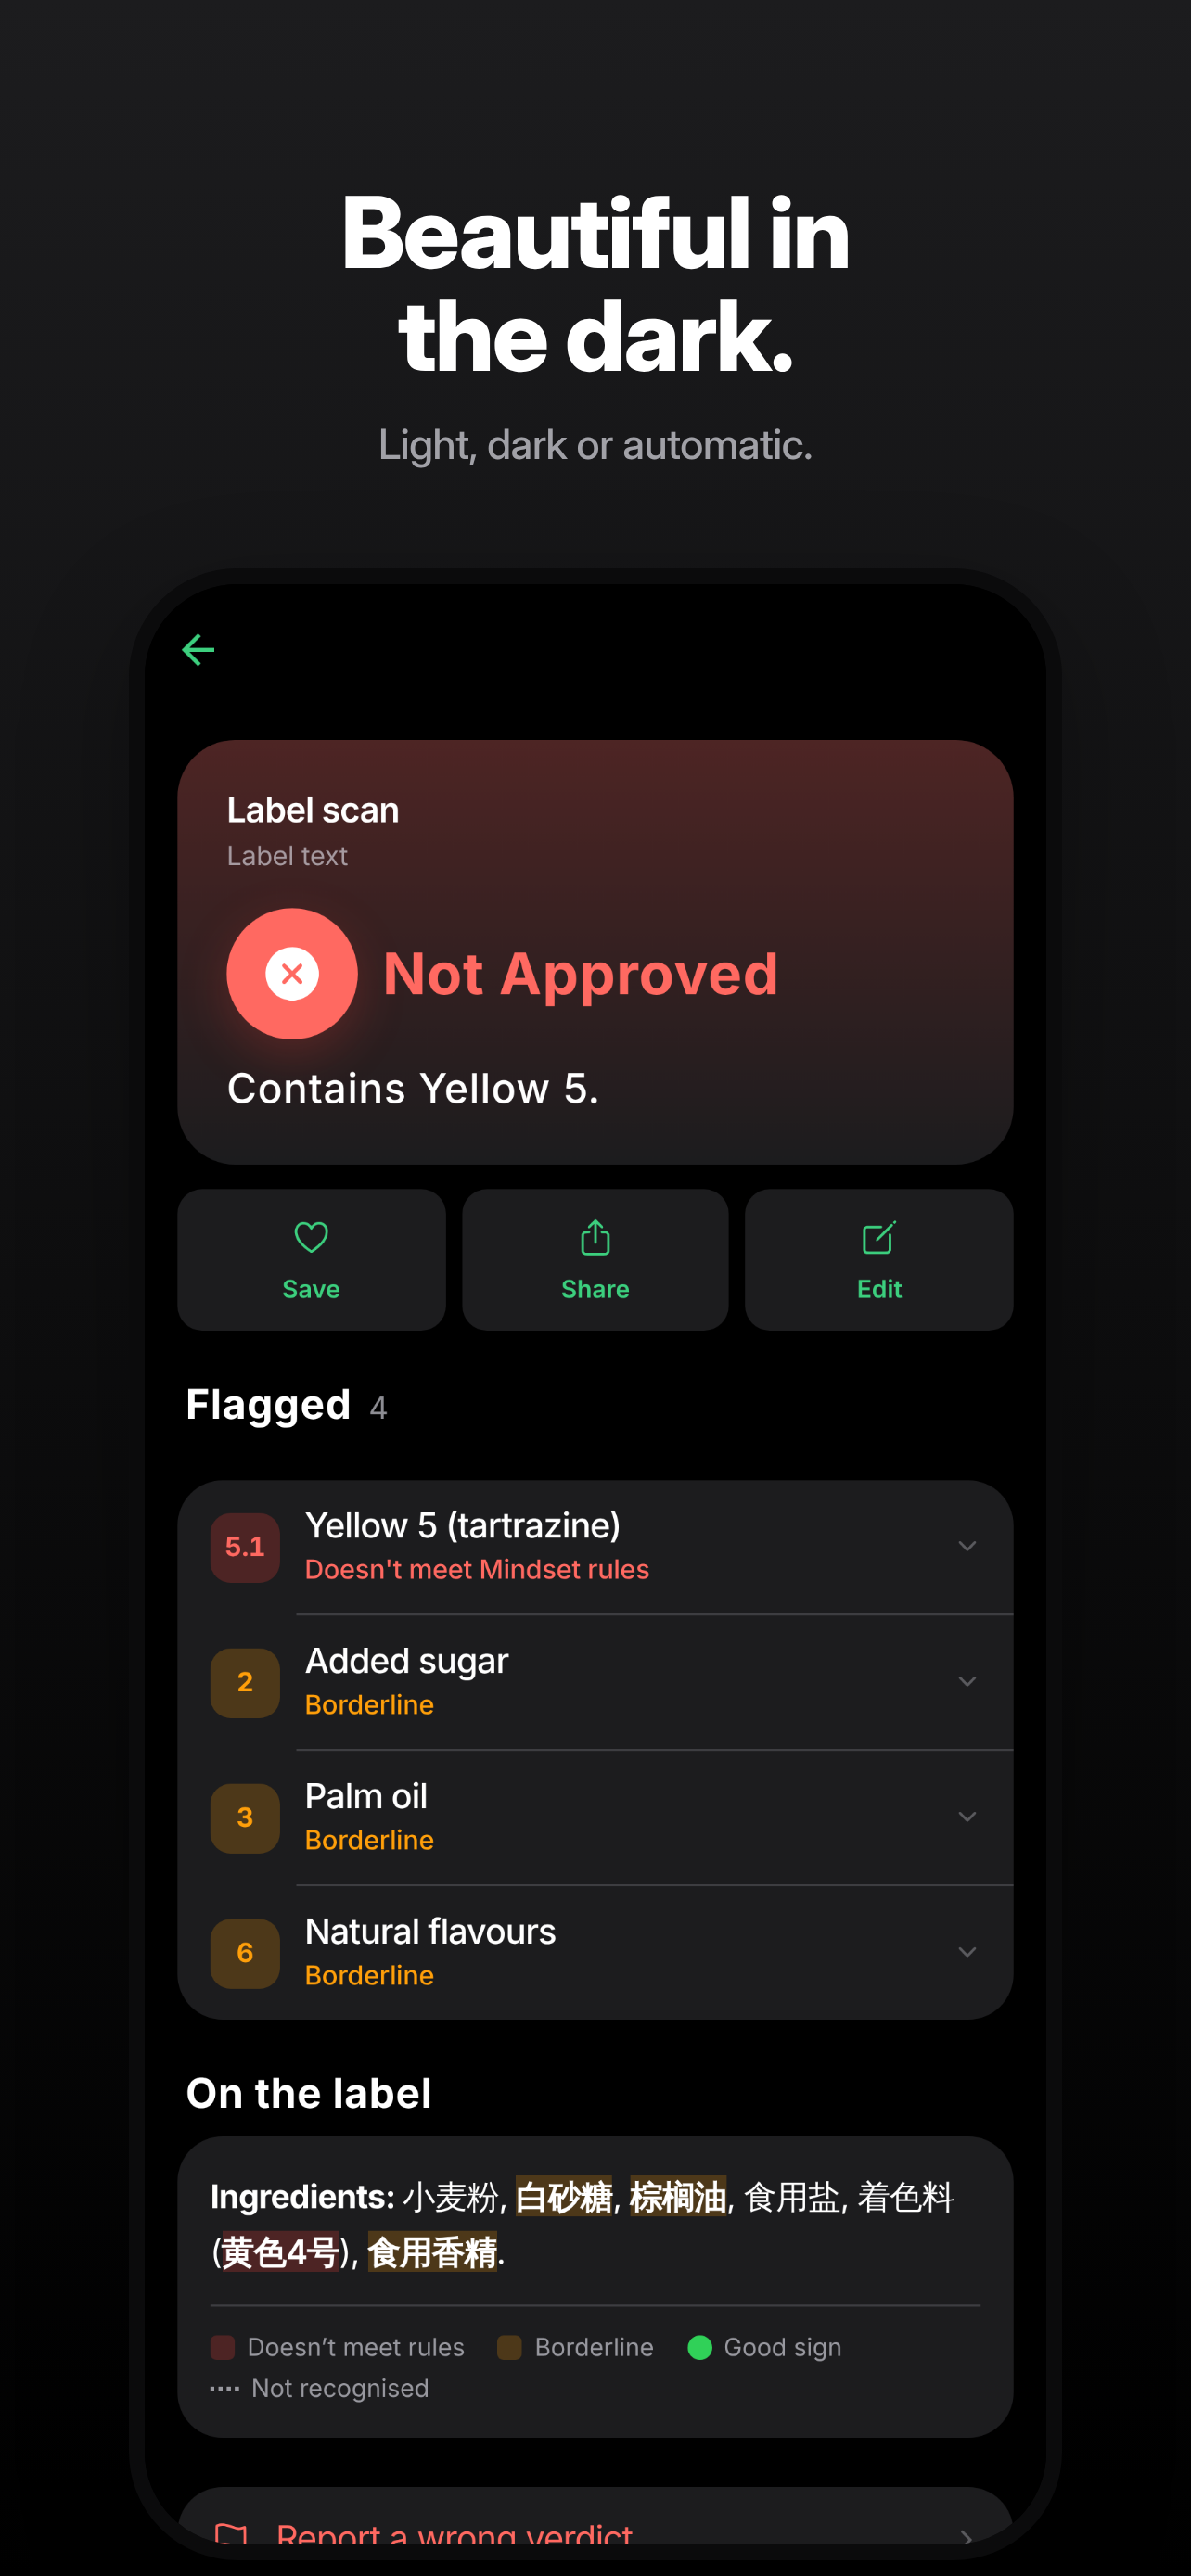 Beautiful in
the dark.
Light, dark or automatic.
Label scan
Label text
Not Approved
Contains Yellow 5.
Save
Share
Edit
Flagged 4
5.1
Yellow 5 (tartrazine)
Doesn't meet Mindset rules
2
Added sugar
Borderline
3
Palm oil
Borderline
6
Natural flavours
Borderline
On the label
Ingredients: 小麦粉, 白砂糖, 棕榈油, 食用盐, 着色料
(黄色4号), 食用香精.
Doesn’t meet rules
Borderline
Good sign
Not recognised
Report a wrong verdict